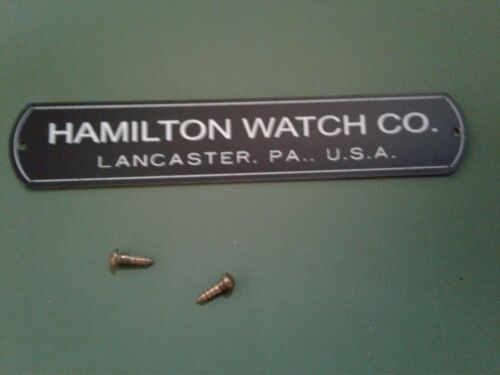 HAMILTON WATCH CO.
LANCASTER. PA.. U.S.A.